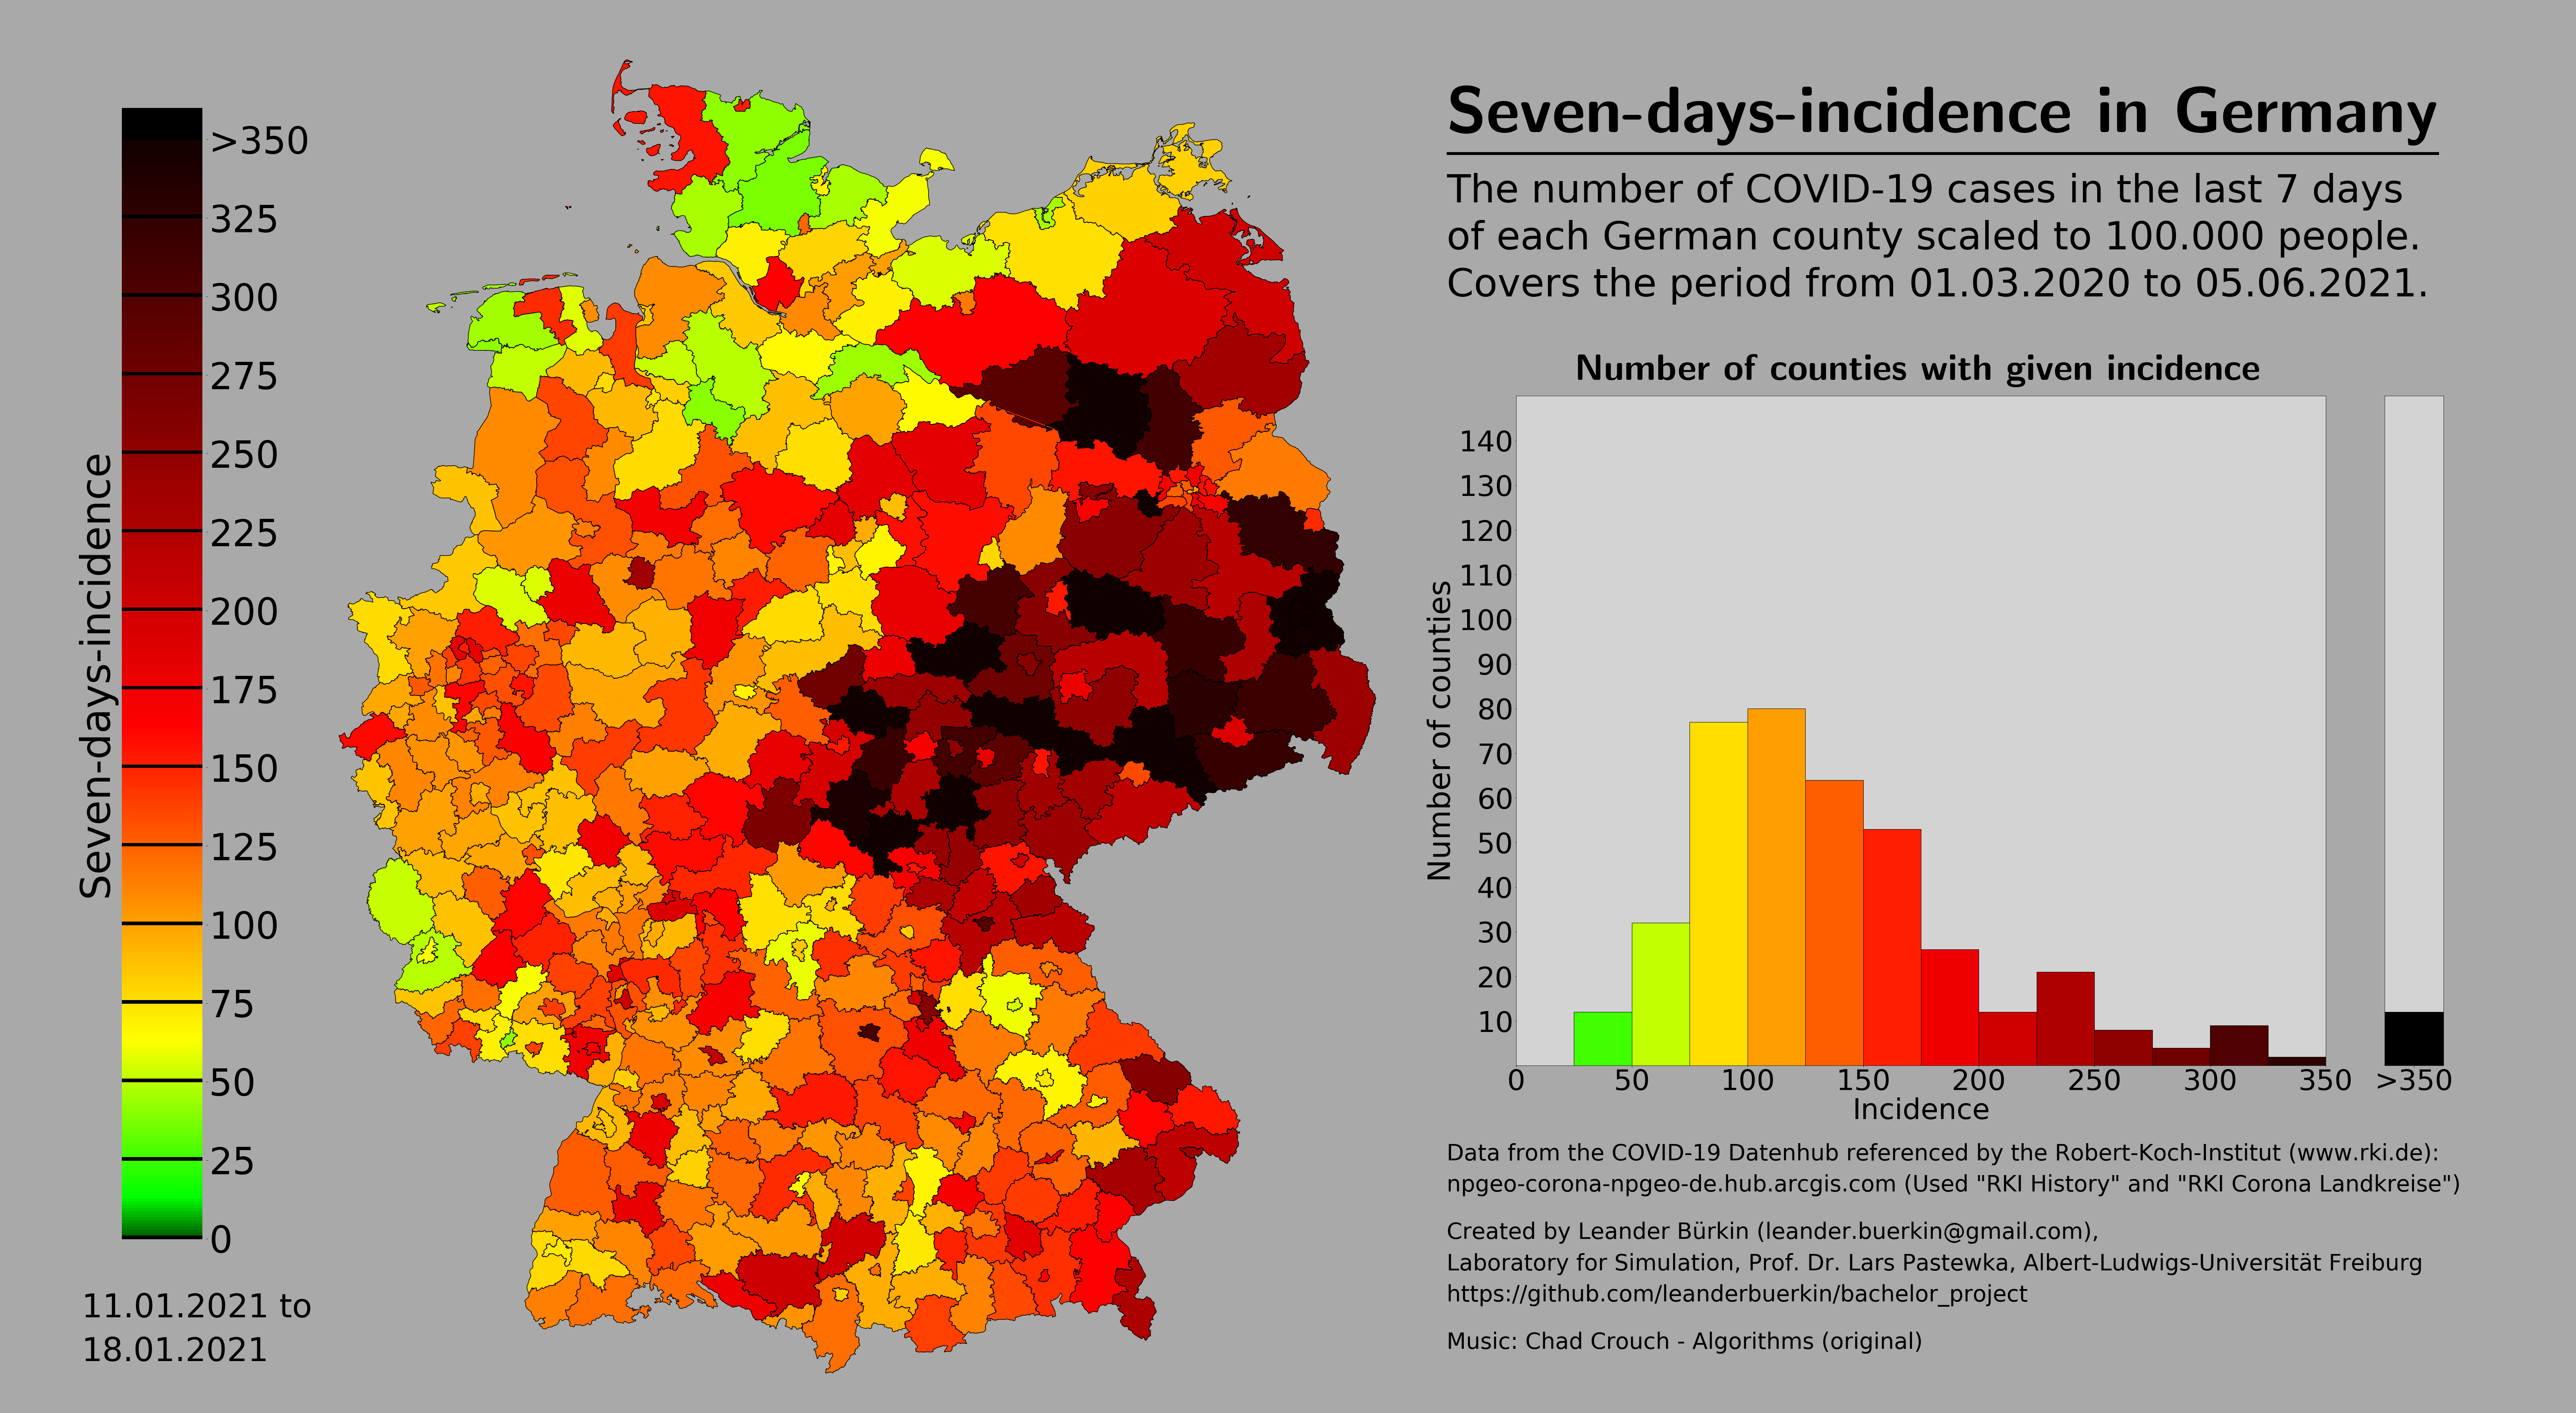 Seven-days-incidence
>350
325
300
275
250
225
200
175
150
125
100
75
50
25
0
11.01.2021 to
18.01.2021
Seven-days-incidence in Germany
The number of COVID-19 cases in the last 7 days
of each German county scaled to 100.000 people.
Covers the period from 01.03.2020 to 05.06.2021.
Number of counties with given incidence
Number of counties
140
130
120
110
100
90
80
70
60
50
40
30
20
10
0 50 100 150 200 250 300 350 >350
Incidence
Data from the COVID-19 Datenhub referenced by the Robert-Koch-Institut (www.rki.de):
npgeo-corona-npgeo-de.hub.arcgis.com (Used "RKI History" and "RKI Corona Landkreise")
Created by Leander Bürkin (leander.buerkin@gmail.com),
Laboratory for Simulation, Prof. Dr. Lars Pastewka, Albert-Ludwigs-Universität Freiburg
https://github.com/leanderbuerkin/bachelor_project
Music: Chad Crouch - Algorithms (original)